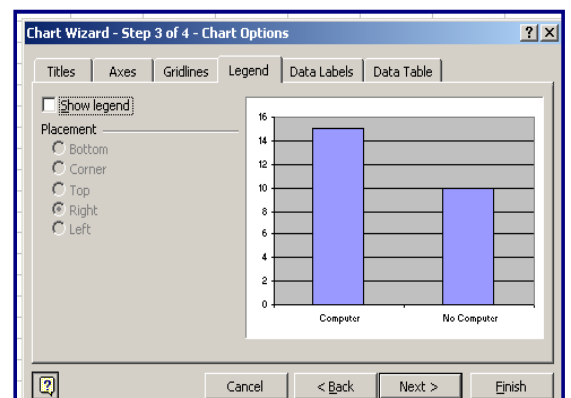 Chart Wizard - Step 3 of 4 - Chart Options
Titles Axes Gridlines Legend Data Labels Data Table
Show legend
Placement
Bottom
Corner
Top
Right
Left
16
14
12
10
8
6
4
2
0
Computer No Computer
Cancel < Back Next > Finish